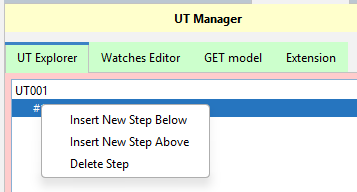 UT Manager
UT Explorer Watches Editor GET model Extension
UT001
#
Insert New Step Below
Insert New Step Above
Delete Step